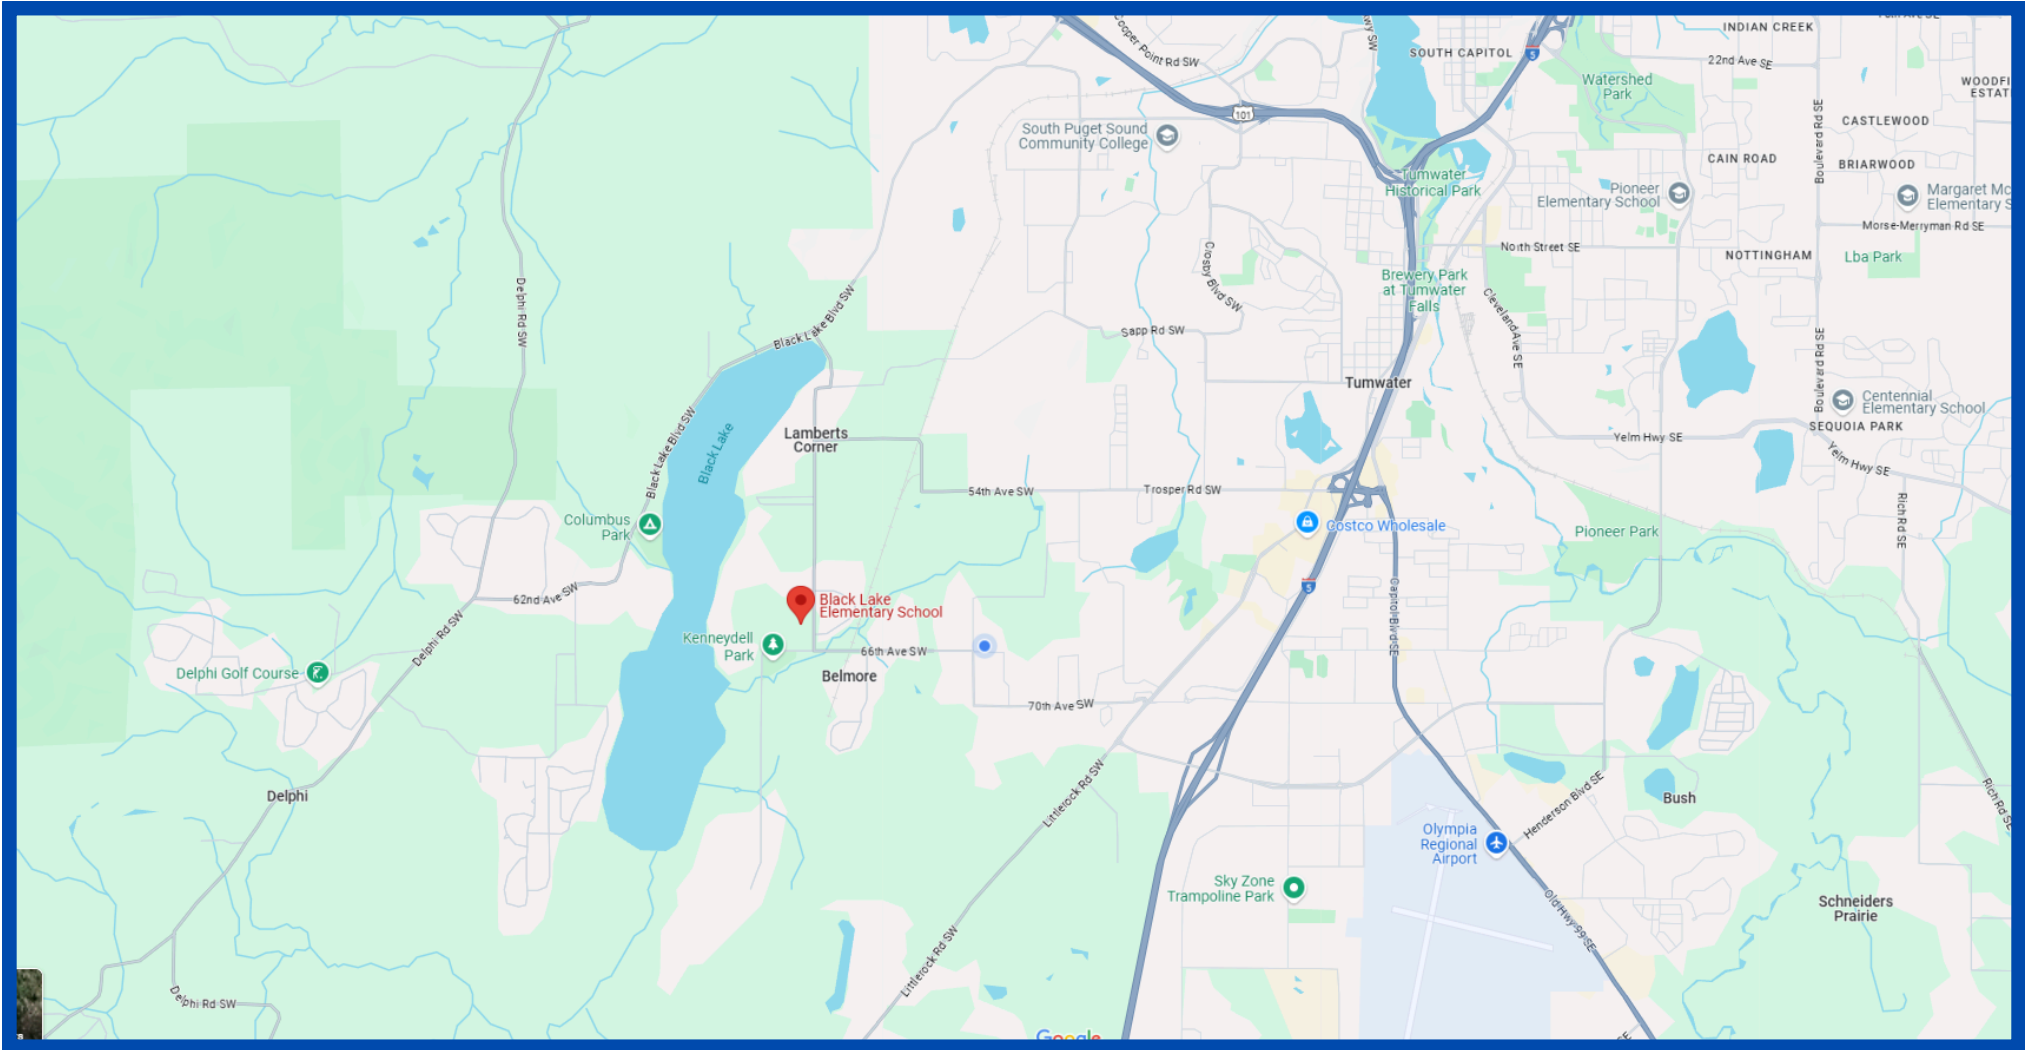 Cooper Point Rd SW
wy SW
SOUTH CAPITOL
5
INDIAN CREEK
22nd Ave SE
Watershed
Park
WOODFI
ESTAT
101
South Puget Sound
Community College
Boulevard Rd SE
CASTLEWOOD
CAIN ROAD
BRIARWOOD
Tumwater
Historical Park
Pioneer
Elementary School
Margaret Mc
Elementary S
Morse-Merryman Rd SE
North Street SE
NOTTINGHAM
Lba Park
Delphi Rd SW
Crosby Blvd SW
Brewery Park
at Tumwater
Falls
Cleveland Ave SE
Black Lake Blvd SW
Sapp Rd SW
Boulevard Rd SE
Tumwater
Centennial
Elementary School
SEQUOIA PARK
Black Lake Blvd SW
Black Lake
Lamberts
Corner
Yelm Hwy SE
Yelm Hwy SE
54th Ave SW
Trosper Rd SW
Rich Rd SE
Columbus
Park
Costco Wholesale
Pioneer Park
62nd Ave SW
5
Capitol Blvd SE
Black Lake
Elementary School
Delphi Rd SW
Kenneydell
Park
66th Ave SW
Delphi Golf Course
Belmore
70th Ave SW
Delphi
Littlerock Rd SW
Henderson Blvd SE
Bush
Rich Rd SE
Olympia
Regional
Airport
Sky Zone
Trampoline Park
Old Hwy 99 SE
Schneiders
Prairie
Littlerock Rd SW
Delphi Rd SW
Google
SE